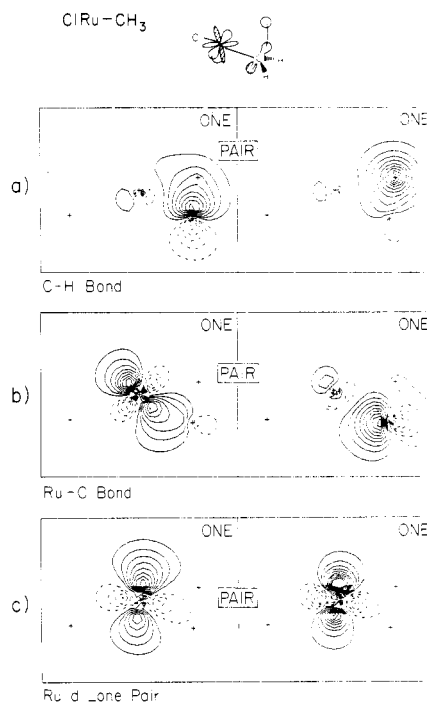 ClRu-CH₃
C
H
H
ONE ONE
PAIR
a)
C-H Bond
ONE ONE
PAIR
b)
Ru-C Bond
ONE ONE
PAIR
c)
Ru d Lone Pair